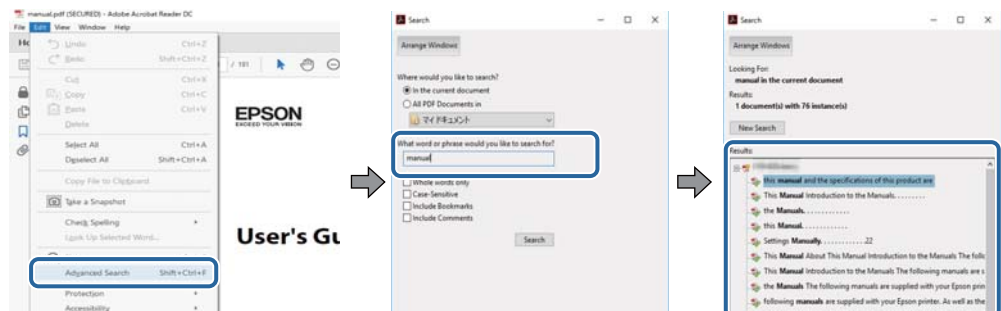 manual.pdf (SECURED) - Adobe Acrobat Reader DC
File Edit View Window Help
Undo Ctrl+Z
Redo Shift+Ctrl+Z
Cut Ctrl+X
Copy Ctrl+C
Paste Ctrl+V
Delete
Select All Ctrl+A
Deselect All Shift+Ctrl+A
Copy File to Clipboard
Take a Snapshot
Check Spelling
Look Up Selected Word...
Advanced Search Shift+Ctrl+F
Protection
Accessibility
/ 181
EPSON
EXCEED YOUR VISION
User's Gu
Search
Arrange Windows
Where would you like to search?
In the current document
All PDF Documents in
マイ ドキュメント
What word or phrase would you like to search for?
manual
Whole words only
Case-Sensitive
Include Bookmarks
Include Comments
Search
Search
Arrange Windows
Looking For:
manual in the current document
Results:
1 document(s) with 76 instance(s)
New Search
Results:
this manual and the specifications of this product are
This Manual Introduction to the Manuals.........
the Manuals.............
this Manual.............
Settings Manually.............22
This Manual About This Manual Introduction to the Manuals The follo
This Manual Introduction to the Manuals The following manuals are s
the Manuals The following manuals are supplied with your Epson prin
following manuals are supplied with your Epson printer. As well as the